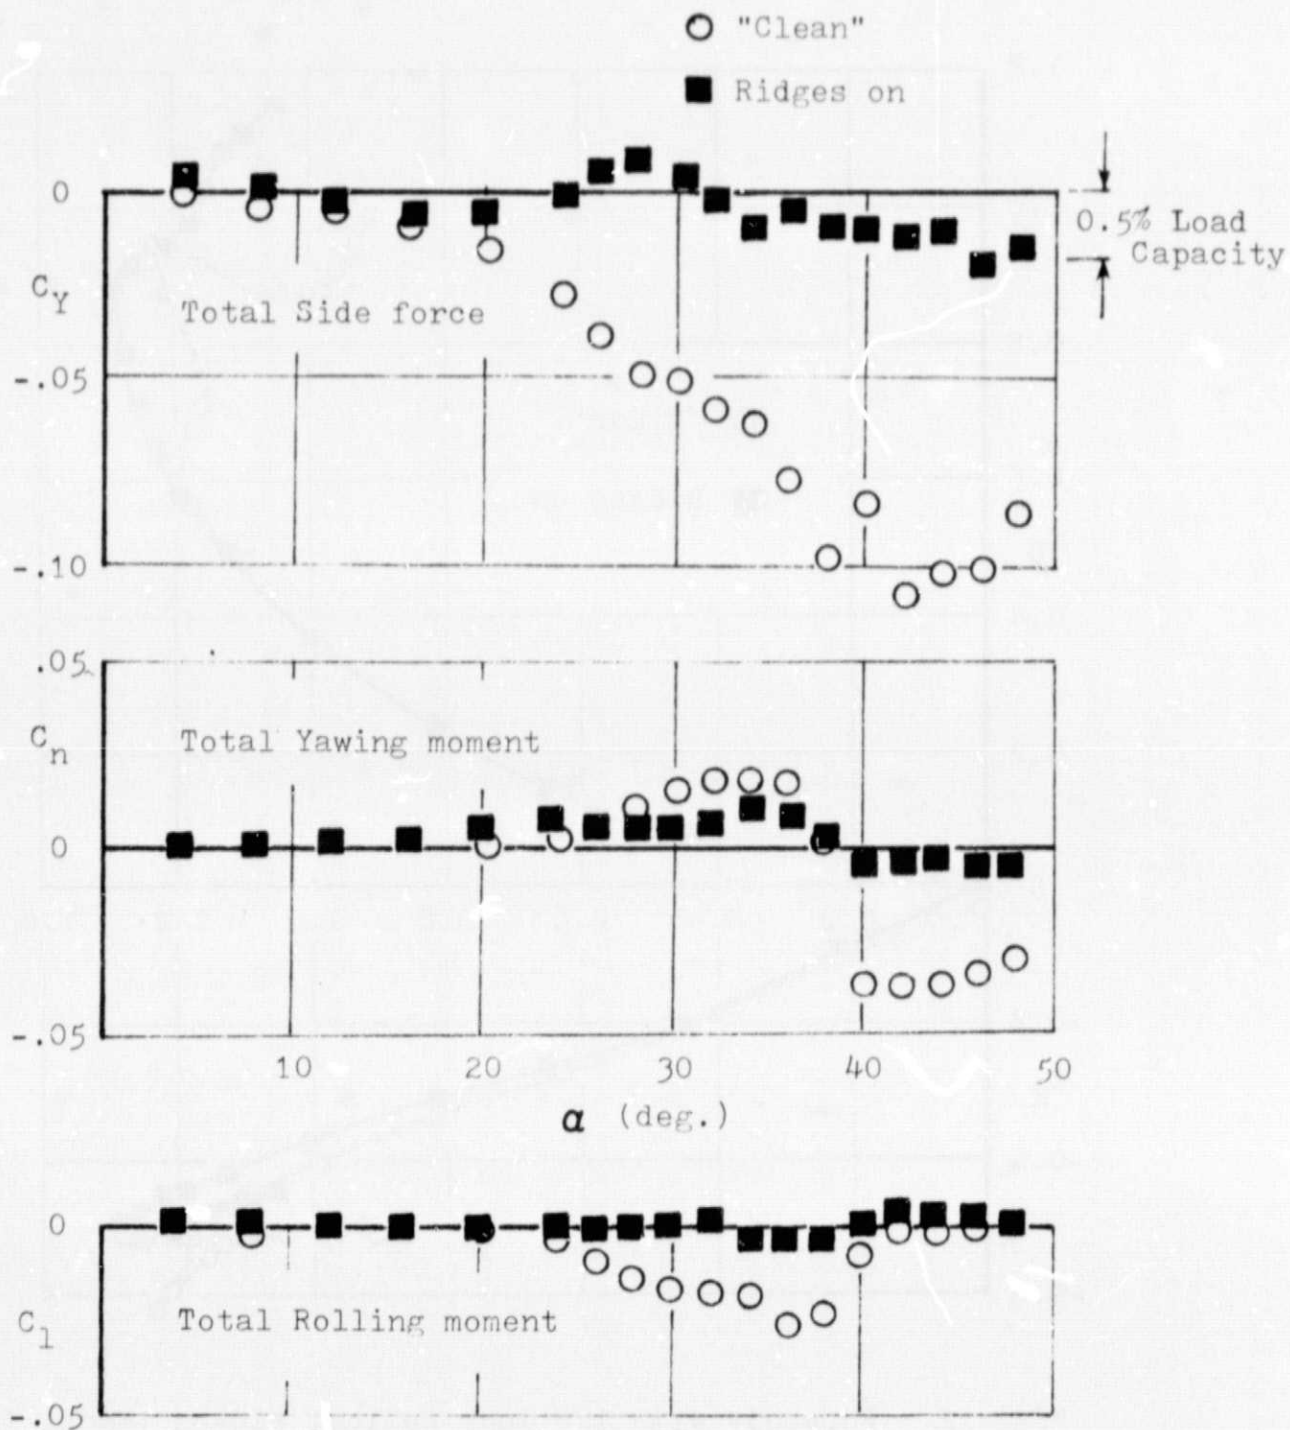 "Clean"
Ridges on
0
0.5% Load
Capacity
C_Y
Total Side force
-.05
-.10
.05
C_n
Total Yawing moment
0
-.05
10 20 30 40 50
α (deg.)
0
C_l
Total Rolling moment
-.05